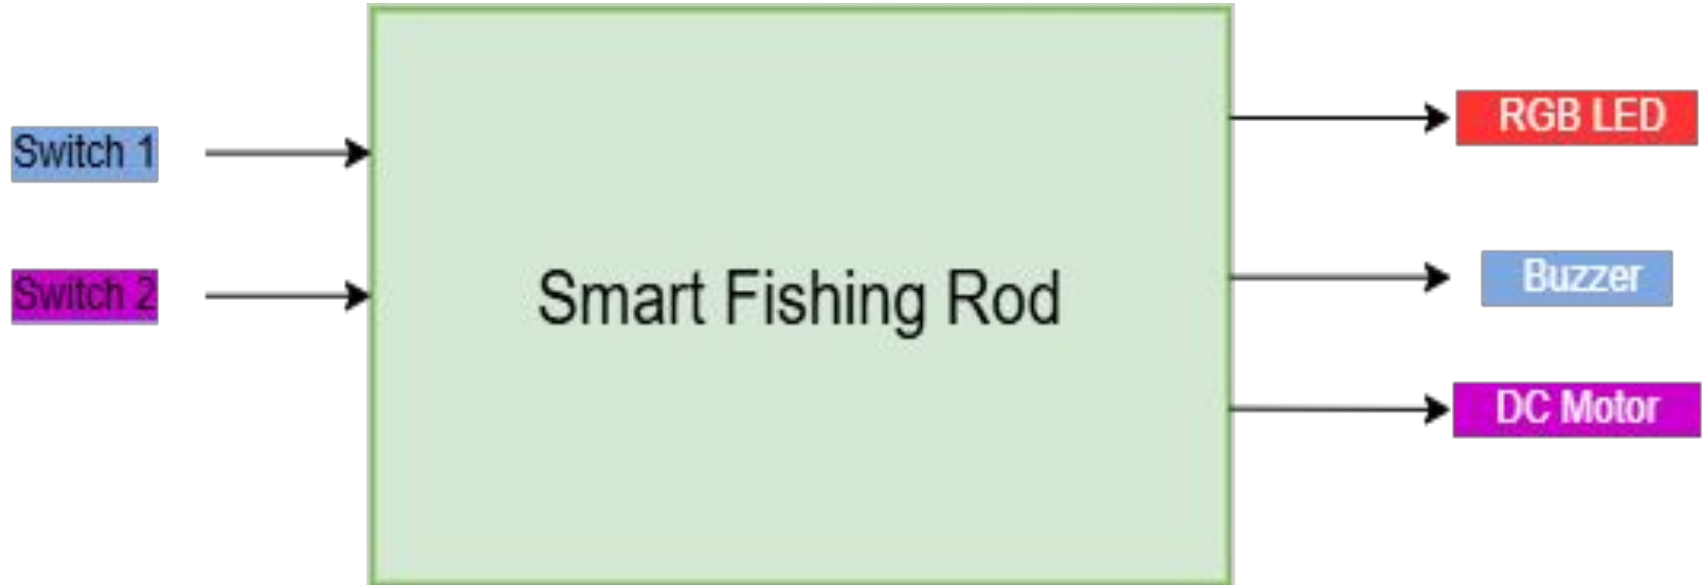 Switch 1
Switch 2
Smart Fishing Rod
RGB LED
Buzzer
DC Motor